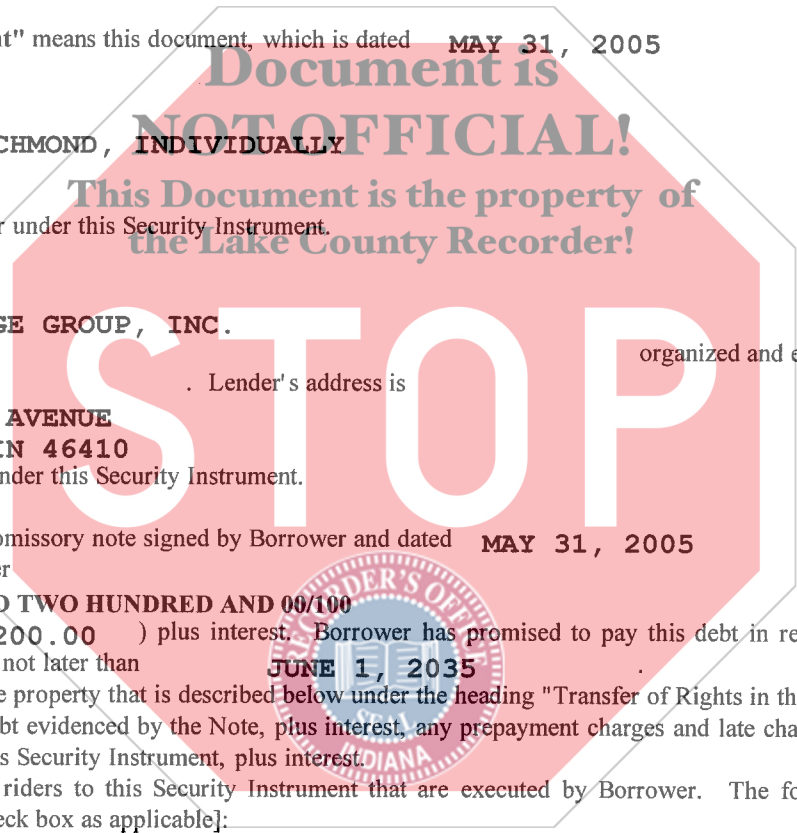 nt" means this document, which is dated MAY 31, 2005
Document is
CHMOND, INDIVIDUALLY
NOT OFFICIAL!
This Document is the property of
r under this Security Instrument.
the Lake County Recorder!
GE GROUP, INC.
STOP
organized and e
. Lender's address is
AVENUE
IN 46410
nder this Security Instrument.
omissory note signed by Borrower and dated MAY 31, 2005
er
RECORDER'S OFFICE
D TWO HUNDRED AND 00/100
200.00 ) plus interest. Borrower has promised to pay this debt in re
not later than JUNE 1, 2035 .
e property that is described below under the heading "Transfer of Rights in th
bt evidenced by the Note, plus interest, any prepayment charges and late cha
SEAL
s Security Instrument, plus interest.
INDIANA
riders to this Security Instrument that are executed by Borrower. The fo
eck box as applicable]: